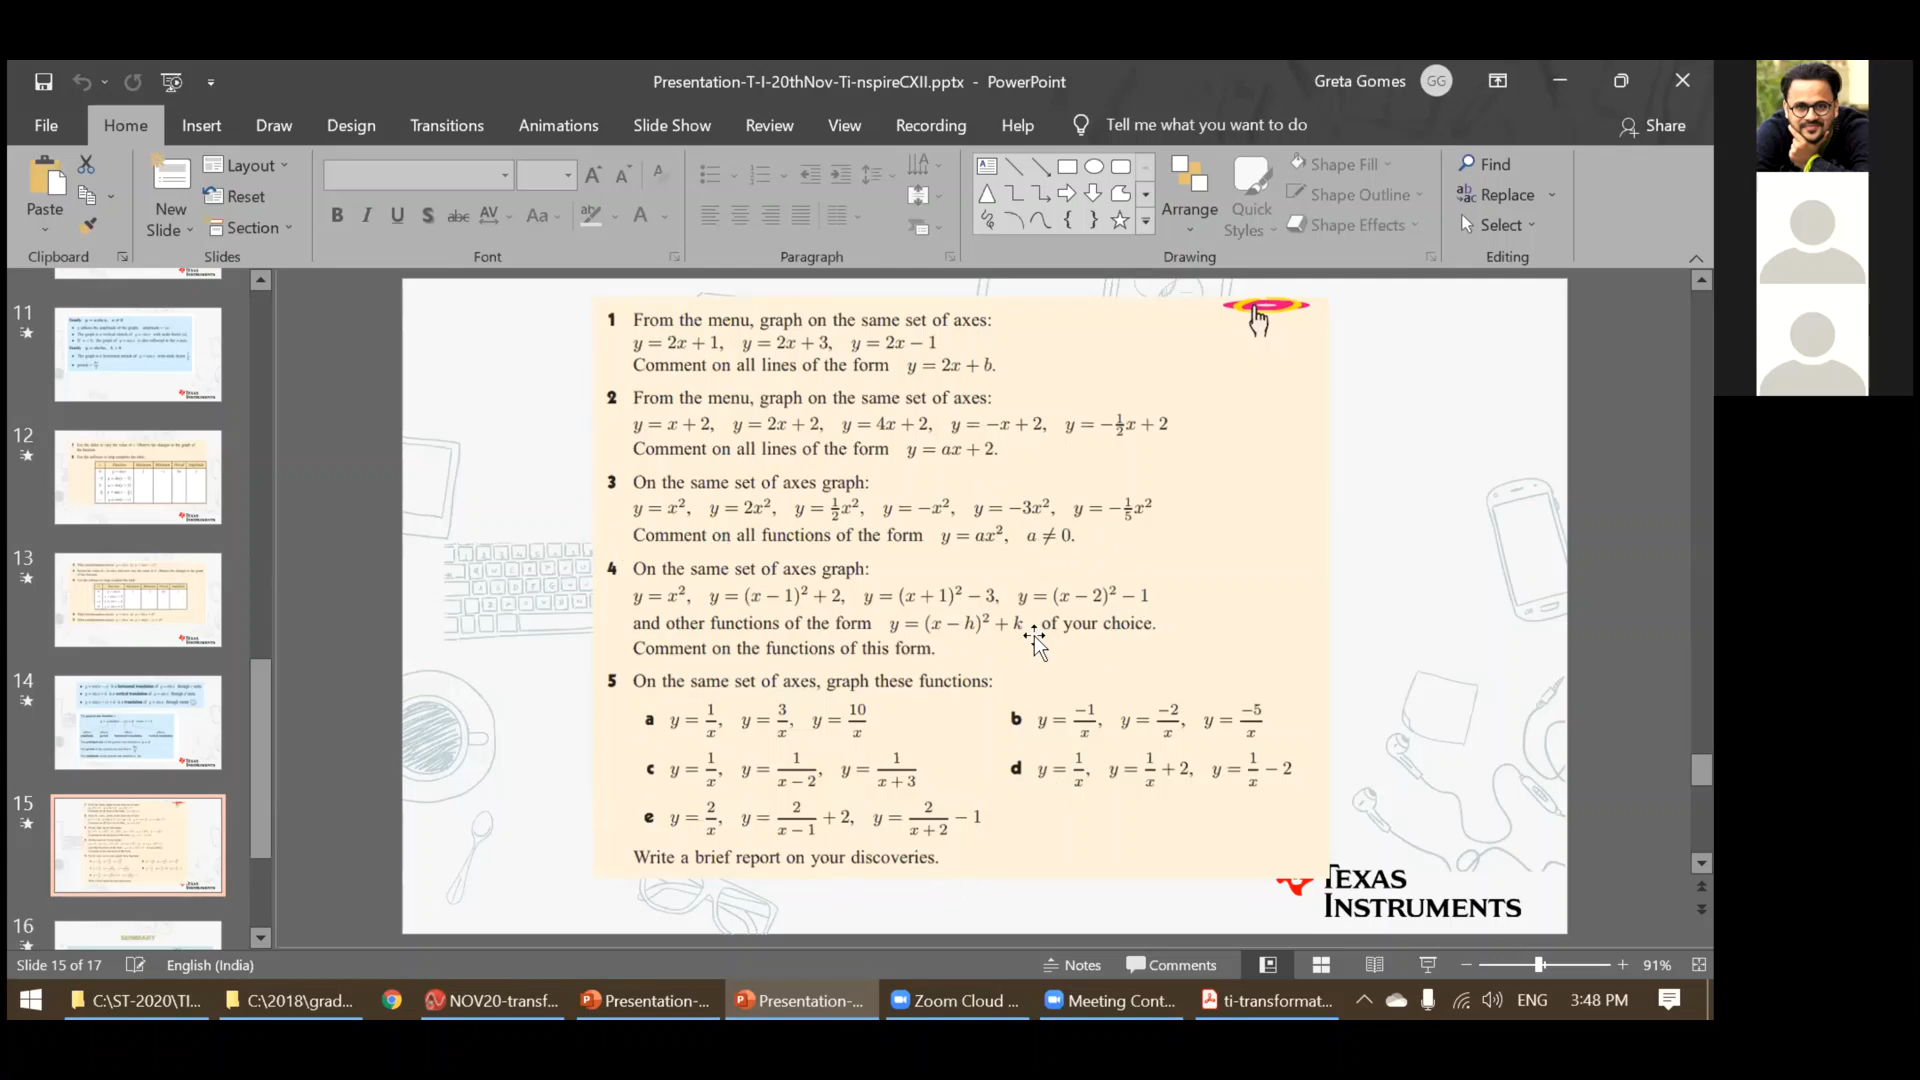 Presentation-T-I-20thNov-Ti-nspireCXII.pptx - PowerPoint
Greta Gomes GG
File Home Insert Draw Design Transitions Animations Slide Show Review View Recording Help Tell me what you want to do Share
Paste
New Slide
Layout
Reset
Section
Arrange
Quick Styles
Shape Fill
Shape Outline
Shape Effects
Find
Replace
Select
Clipboard Slides Font Paragraph Drawing Editing
11
12
13
14
15
16
SUMMARY
1 From the menu, graph on the same set of axes:
y = 2x + 1, y = 2x + 3, y = 2x − 1
Comment on all lines of the form y = 2x + b.
2 From the menu, graph on the same set of axes:
y = x + 2, y = 2x + 2, y = 4x + 2, y = −x + 2, y = −1/2x + 2
Comment on all lines of the form y = ax + 2.
3 On the same set of axes graph:
y = x², y = 2x², y = 1/2x², y = −x², y = −3x², y = −1/5x²
Comment on all functions of the form y = ax², a ≠ 0.
4 On the same set of axes graph:
y = x², y = (x − 1)² + 2, y = (x + 1)² − 3, y = (x − 2)² − 1
and other functions of the form y = (x − h)² + k of your choice.
Comment on the functions of this form.
5 On the same set of axes, graph these functions:
a y = 1/x, y = 3/x, y = 10/x b y = −1/x, y = −2/x, y = −5/x
c y = 1/x, y = 1/(x − 2), y = 1/(x + 3) d y = 1/x, y = 1/x + 2, y = 1/x − 2
e y = 2/x, y = 2/(x − 1) + 2, y = 2/(x + 2) − 1
Write a brief report on your discoveries.
TEXAS
INSTRUMENTS
Slide 15 of 17 English (India) Notes Comments 91%
C:\ST-2020\TI... C:\2018\grad... NOV20-transf... Presentation-... Presentation-... Zoom Cloud ... Meeting Cont... ti-transformat... ENG 3:48 PM